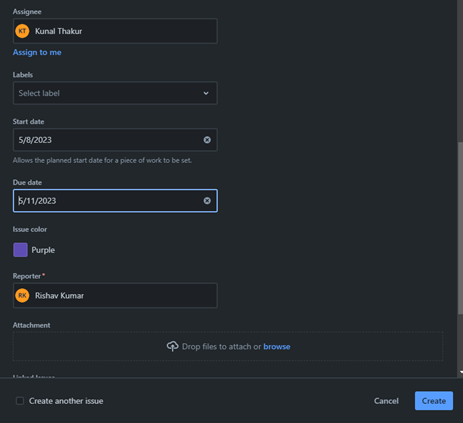 Assignee
KT Kunal Thakur
Assign to me
Labels
Select label
Start date
5/8/2023
Allows the planned start date for a piece of work to be set.
Due date
5/11/2023
Issue color
Purple
Reporter*
RK Rishav Kumar
Attachment
Drop files to attach or browse
Linked Issues
Create another issue Cancel Create